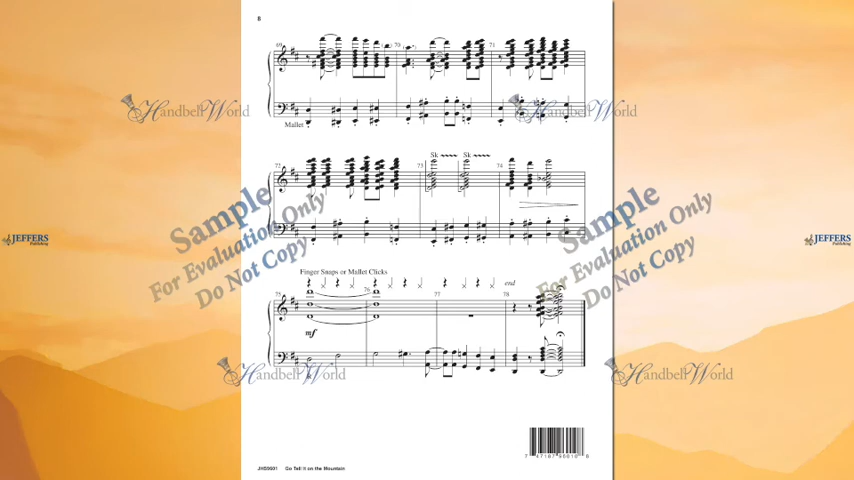 8
69
70
71
Mallet
Handbell World
Handbell World
72
73
Sk
Sk
74
Sample
For Evaluation Only
Do Not Copy
Sample
For Evaluation Only
Do Not Copy
JEFFERS
Publishing
JEFFERS
Publishing
Finger Snaps or Mallet Clicks
end
75
76
77
78
mf
Handbell World
Handbell World
Go Tell It on the Mountain